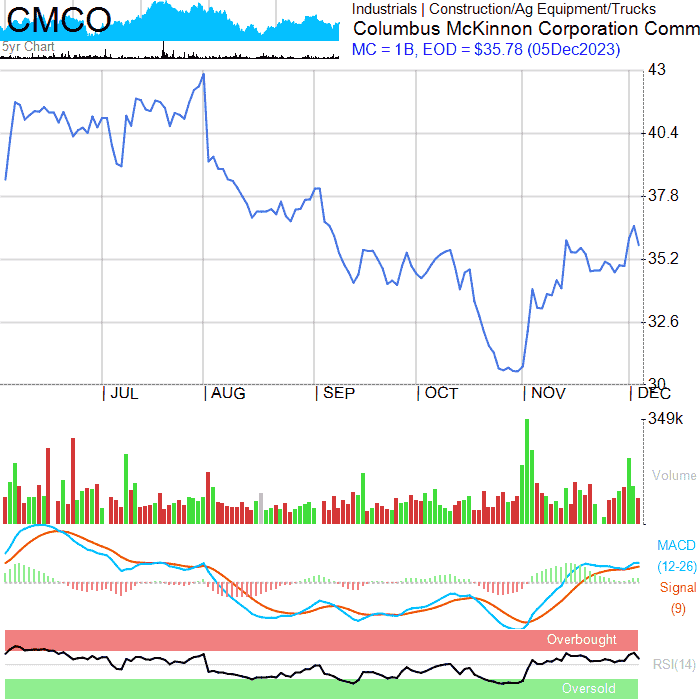 CMCO
5yr Chart
Industrials | Construction/Ag Equipment/Trucks
Columbus McKinnon Corporation Comm
MC = 1B, EOD = $35.78 (05Dec2023)
43
40.4
37.8
35.2
32.6
30
| JUL | AUG | SEP | OCT | NOV | DEC
349k
Volume
MACD
(12-26)
Signal
(9)
Overbought
RSI(14)
Oversold